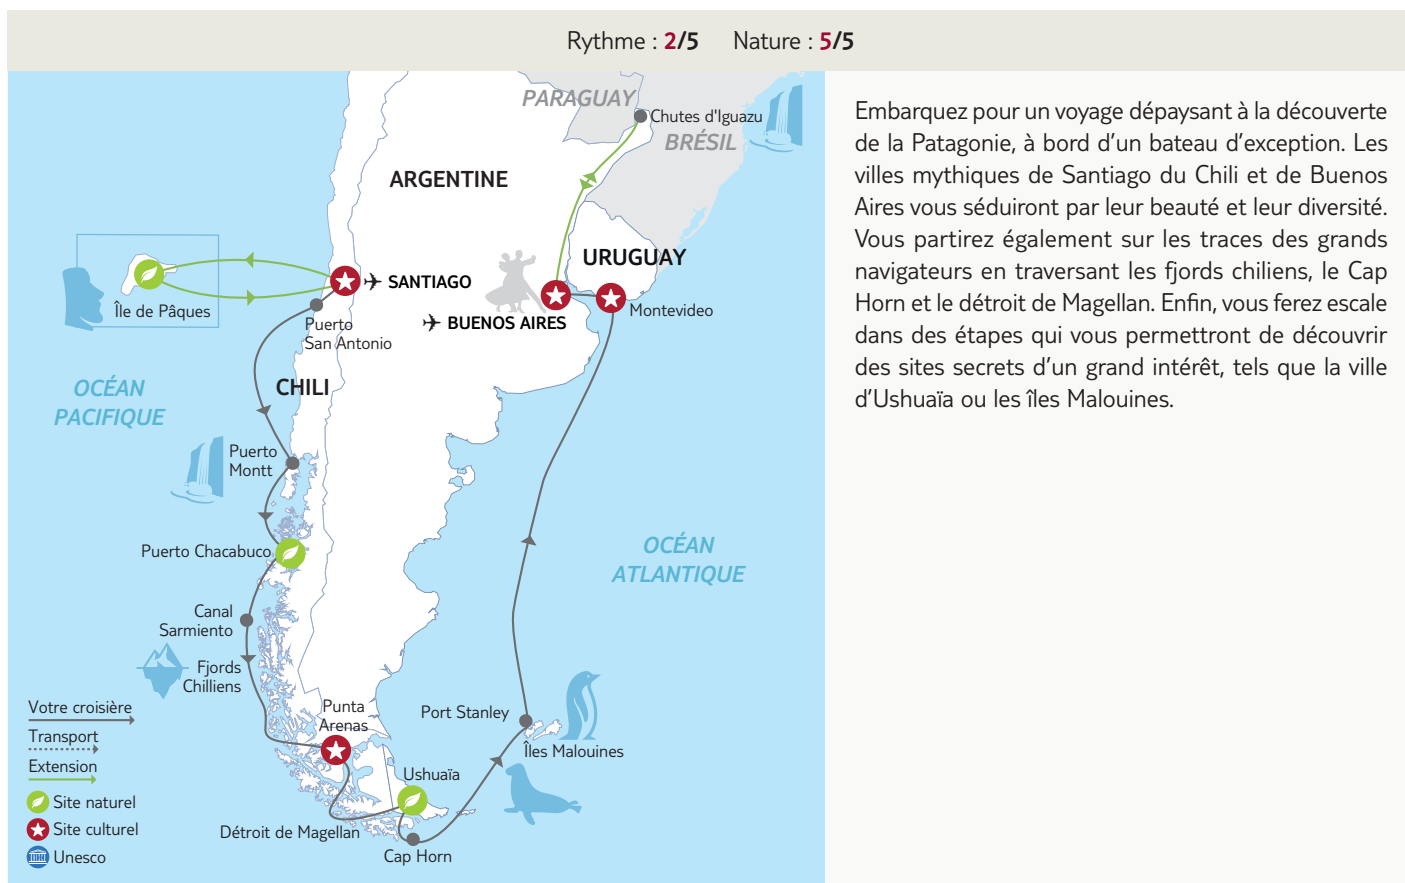 Rythme : 2/5 Nature : 5/5
PARAGUAY
Chutes d'Iguazu
BRÉSIL
ARGENTINE
URUGUAY
SANTIAGO
Île de Pâques
Puerto
San Antonio
BUENOS AIRES
Montevideo
CHILI
OCÉAN
PACIFIQUE
Puerto
Montt
Puerto Chacabuco
OCÉAN
ATLANTIQUE
Canal
Sarmiento
Fjords
Chilliens
Punta
Arenas
Port Stanley
Îles Malouines
Ushuaïa
Détroit de Magellan
Cap Horn
Votre croisière
Transport
Extension
Site naturel
Site culturel
Unesco
Embarquez pour un voyage dépaysant à la découverte
de la Patagonie, à bord d'un bateau d'exception. Les
villes mythiques de Santiago du Chili et de Buenos
Aires vous séduiront par leur beauté et leur diversité.
Vous partirez également sur les traces des grands
navigateurs en traversant les fjords chiliens, le Cap
Horn et le détroit de Magellan. Enfin, vous ferez escale
dans des étapes qui vous permettront de découvrir
des sites secrets d'un grand intérêt, tels que la ville
d'Ushuaïa ou les îles Malouines.